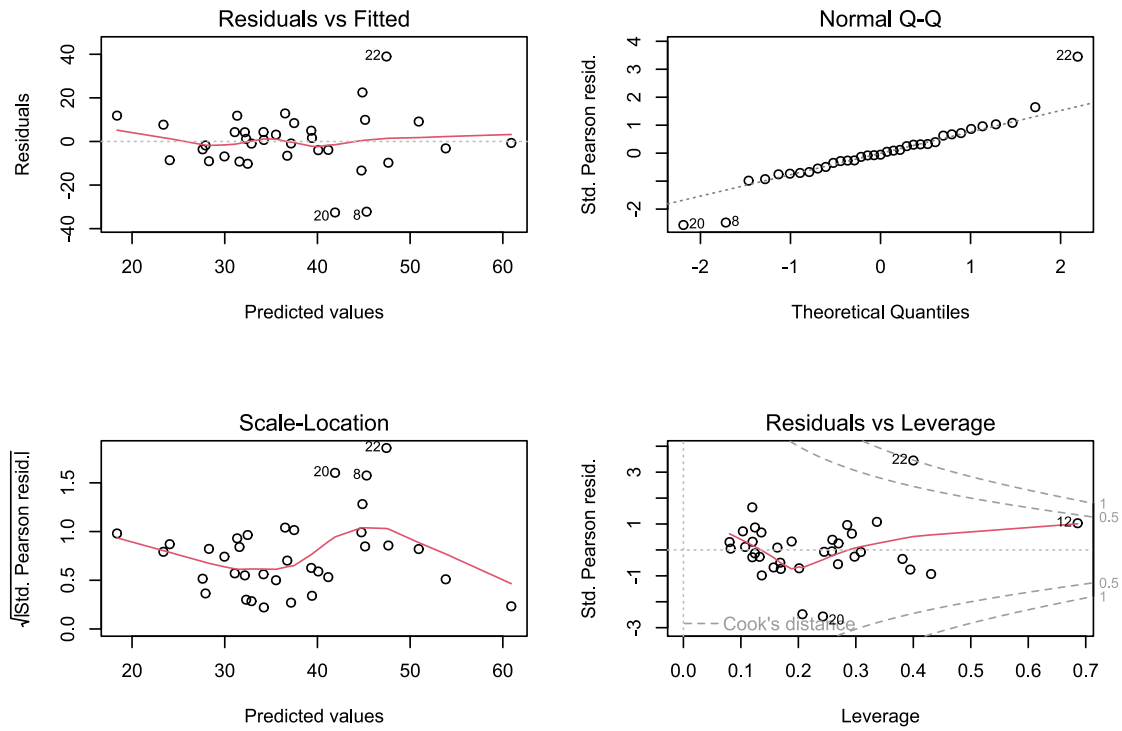 Residuals vs Fitted
Residuals
40
20
0
-20
-40
22
20
8
20 30 40 50 60
Predicted values
Normal Q-Q
Std. Pearson resid.
4
3
2
1
0
-2
22
20
8
-2 -1 0 1 2
Theoretical Quantiles
Scale-Location
√|Std. Pearson resid.|
1.5
1.0
0.5
0.0
22
20
8
20 30 40 50 60
Predicted values
Residuals vs Leverage
Std. Pearson resid.
3
1
-1
-3
22
12
20
1
0.5
0.5
1
Cook's distance
0.0 0.1 0.2 0.3 0.4 0.5 0.6 0.7
Leverage